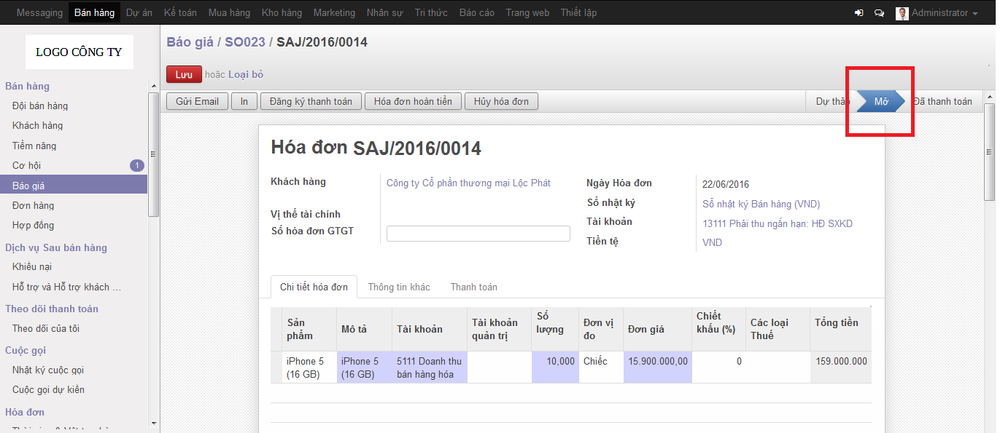 Messaging Bán hàng Dự án Kế toán Mua hàng Kho hàng Marketing Nhân sự Tri thức Báo cáo Trang web Thiết lập Administrator
LOGO CÔNG TY
Báo giá / SO023 / SAJ/2016/0014
Lưu hoặc Loại bỏ
Gửi Email In Đăng ký thanh toán Hóa đơn hoàn tiền Hủy hóa đơn Dự thảo Mở Đã thanh toán
Bán hàng
Đội bán hàng
Khách hàng
Tiềm năng
Cơ hội 1
Báo giá
Đơn hàng
Hợp đồng
Dịch vụ Sau bán hàng
Khiếu nại
Hỗ trợ và Hỗ trợ khách ...
Theo dõi thanh toán
Theo dõi của tôi
Cuộc gọi
Nhật ký cuộc gọi
Cuộc gọi dự kiến
Hóa đơn
Hóa đơn SAJ/2016/0014
Khách hàng Công ty Cổ phần thương mại Lộc Phát
Vị thế tài chính
Số hóa đơn GTGT
Ngày Hóa đơn 22/06/2016
Sổ nhật ký Sổ nhật ký Bán hàng (VND)
Tài khoản 13111 Phải thu ngắn hạn: HĐ SXKD
Tiền tệ VND
Chi tiết hóa đơn Thông tin khác Thanh toán
Sản phẩm Mô tả Tài khoản Tài khoản quản trị Số lượng Đơn vị đo Đơn giá Chiết khấu (%) Các loại Thuế Tổng tiền
iPhone 5 (16 GB) iPhone 5 (16 GB) 5111 Doanh thu bán hàng hóa 10,000 Chiếc 15.900.000,00 0 159.000.000